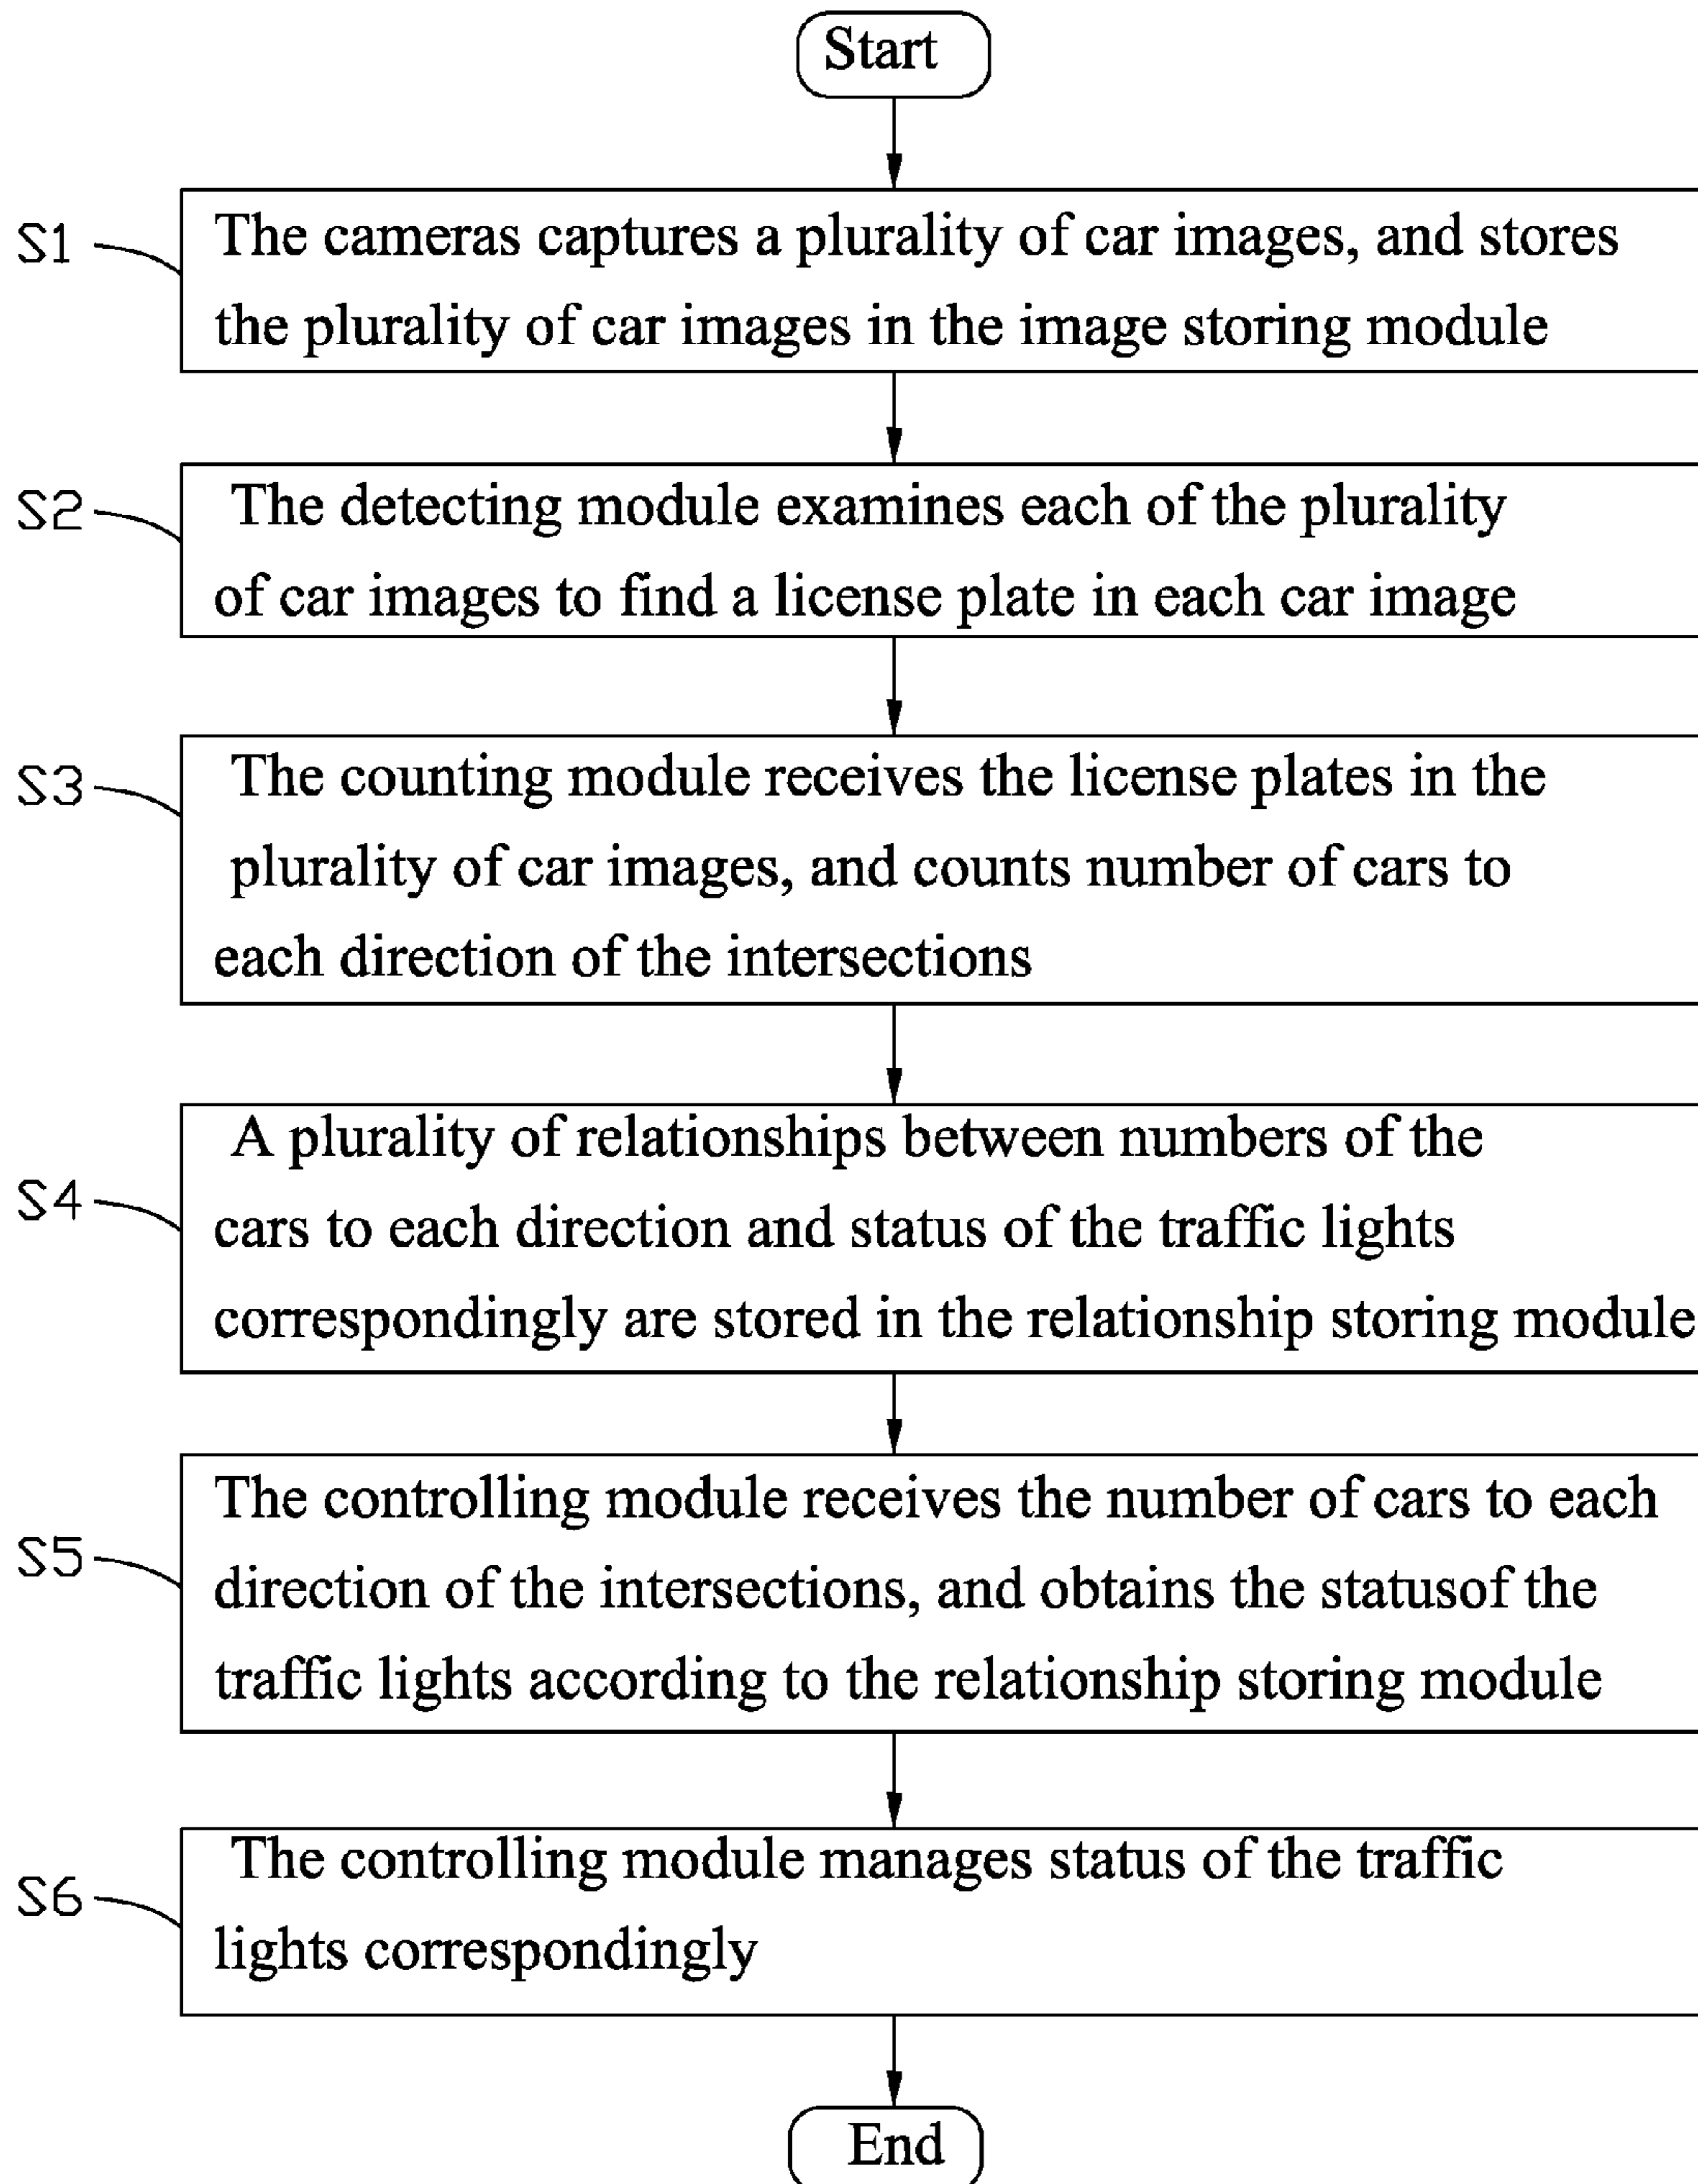 Start
S1
The cameras captures a plurality of car images, and stores
the plurality of car images in the image storing module
S2
The detecting module examines each of the plurality
of car images to find a license plate in each car image
S3
The counting module receives the license plates in the
plurality of car images, and counts number of cars to
each direction of the intersections
S4
A plurality of relationships between numbers of the
cars to each direction and status of the traffic lights
correspondingly are stored in the relationship storing module
S5
The controlling module receives the number of cars to each
direction of the intersections, and obtains the statusof the
traffic lights according to the relationship storing module
S6
The controlling module manages status of the traffic
lights correspondingly
End